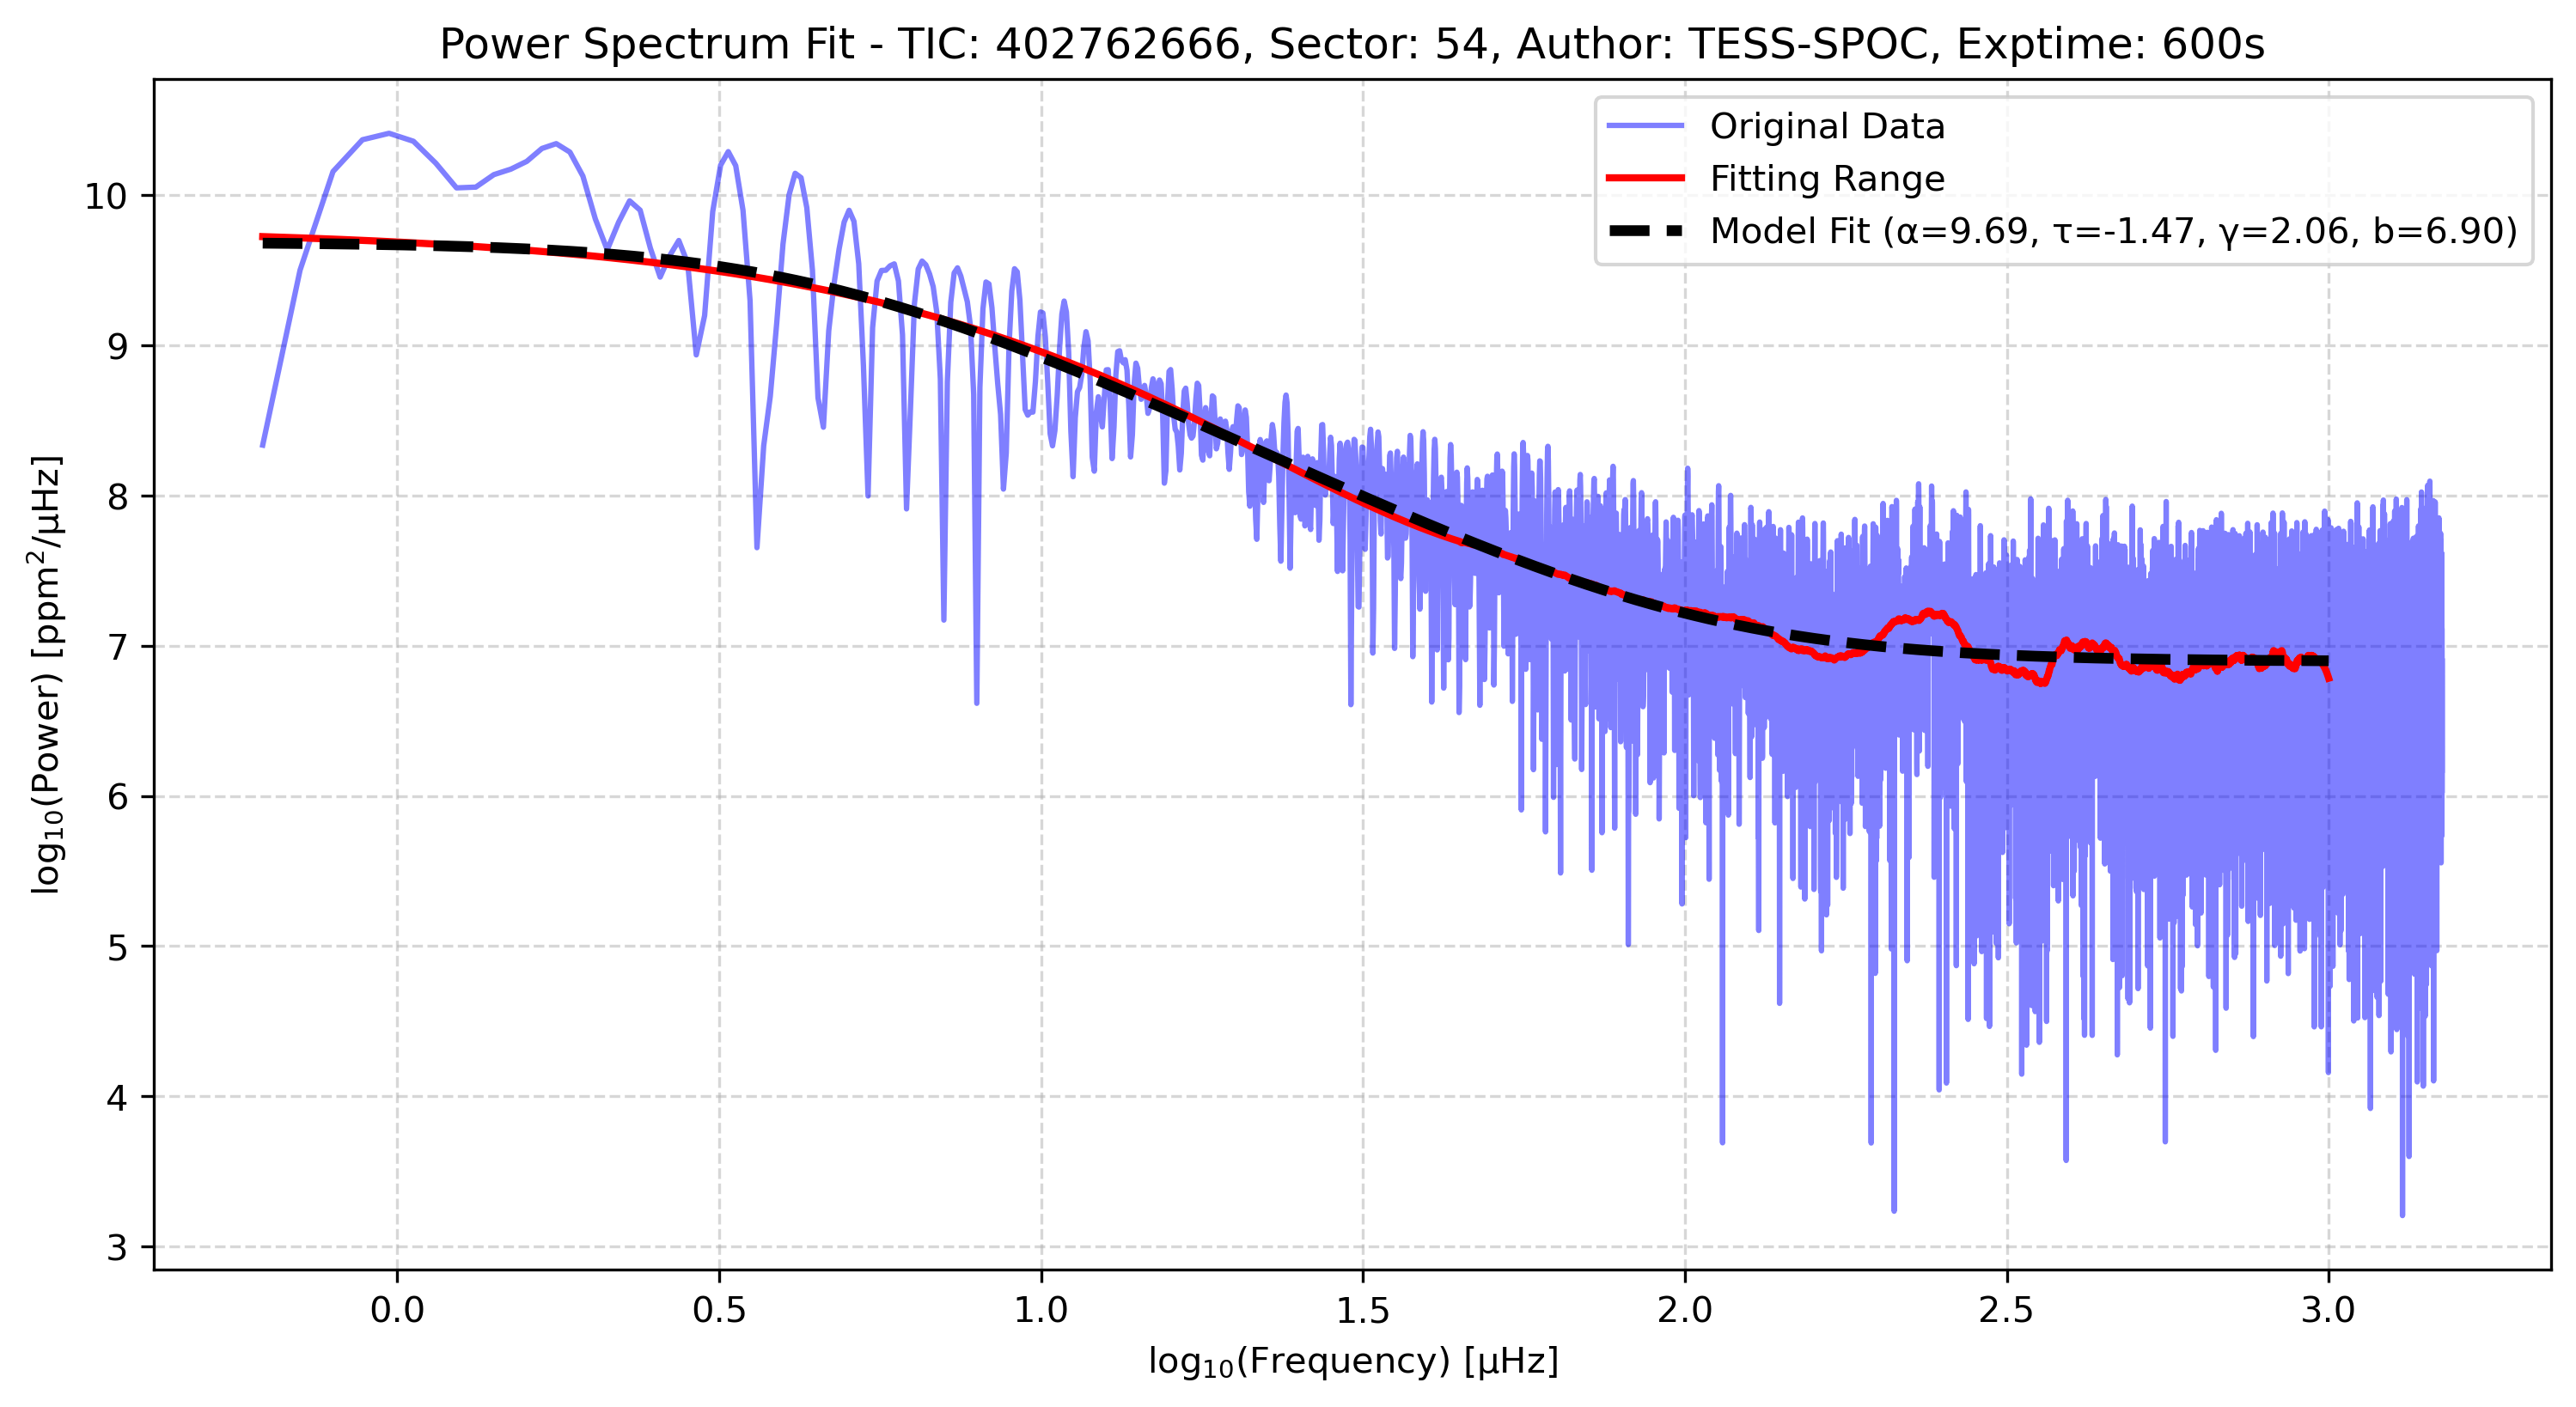 Power Spectrum Fit - TIC: 402762666, Sector: 54, Author: TESS-SPOC, Exptime: 600s
Original Data
Fitting Range
Model Fit (α=9.69, τ=-1.47, γ=2.06, b=6.90)
log₁₀(Power) [ppm²/μHz]
10
9
8
7
6
5
4
3
0.0 0.5 1.0 1.5 2.0 2.5 3.0
log₁₀(Frequency) [μHz]